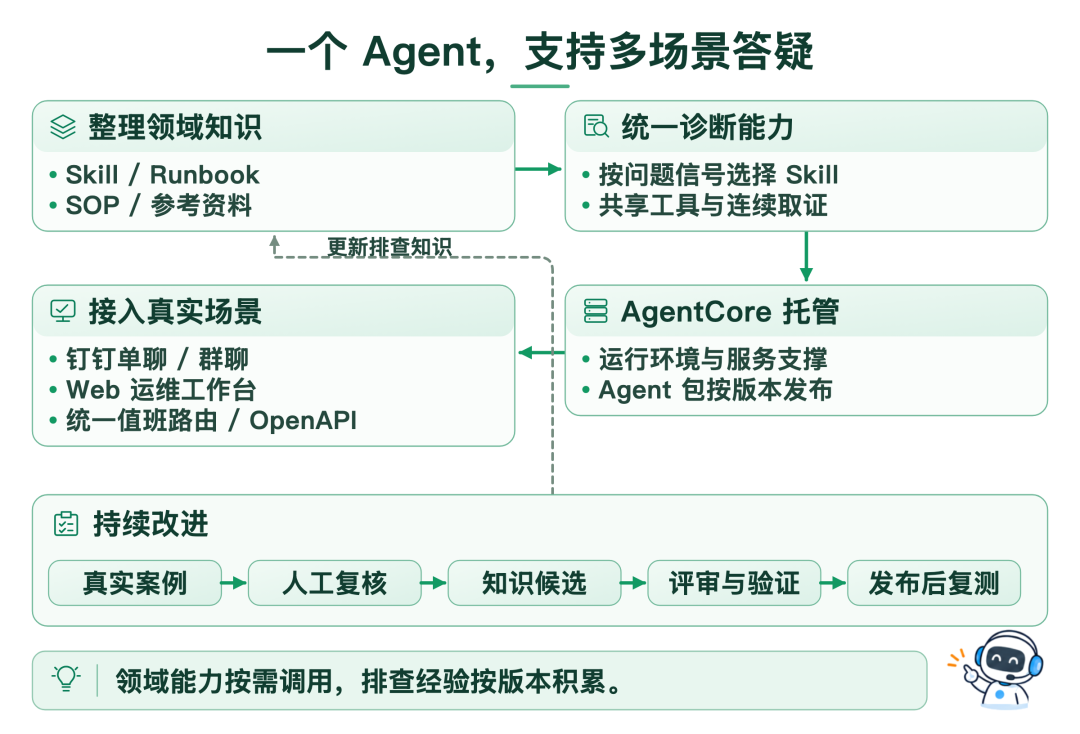 一个 Agent，支持多场景答疑
整理领域知识
• Skill / Runbook
• SOP / 参考资料
统一诊断能力
• 按问题信号选择 Skill
• 共享工具与连续取证
更新排查知识
接入真实场景
• 钉钉单聊 / 群聊
• Web 运维工作台
• 统一值班路由 / OpenAPI
AgentCore 托管
• 运行环境与服务支撑
• Agent 包按版本发布
持续改进
真实案例
人工复核
知识候选
评审与验证
发布后复测
领域能力按需调用，排查经验按版本积累。